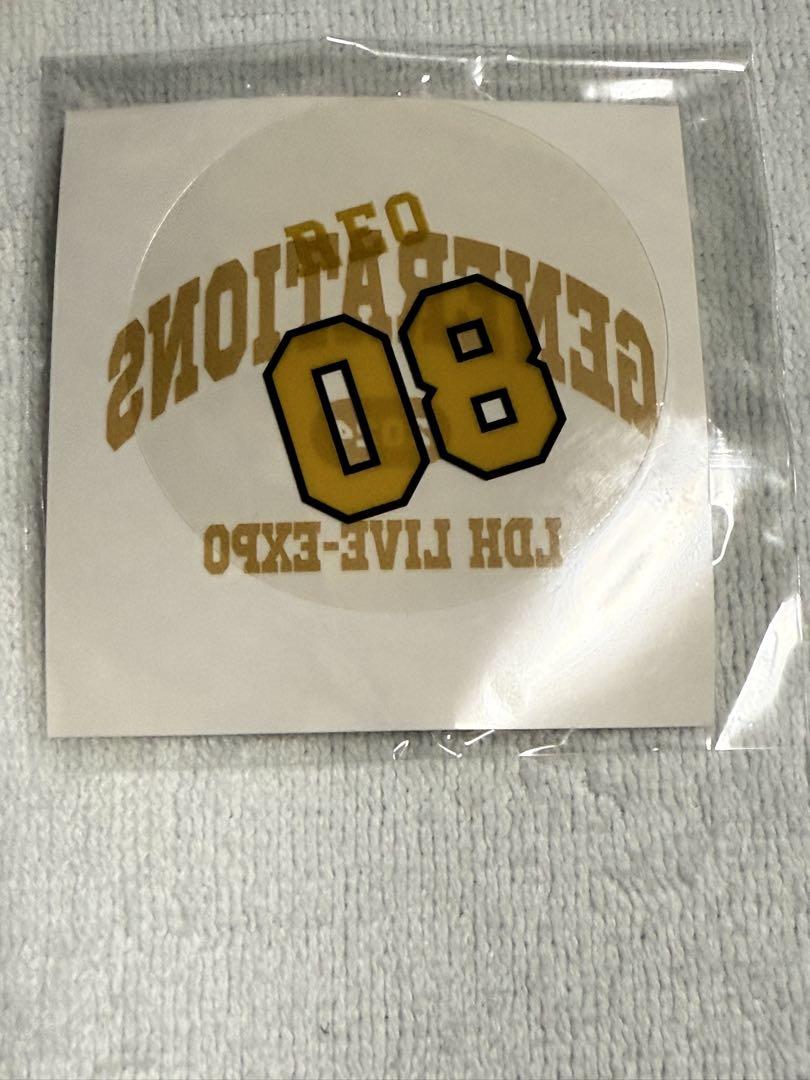 REO
GENERATIONS
08
LDH LIVE-EXPO